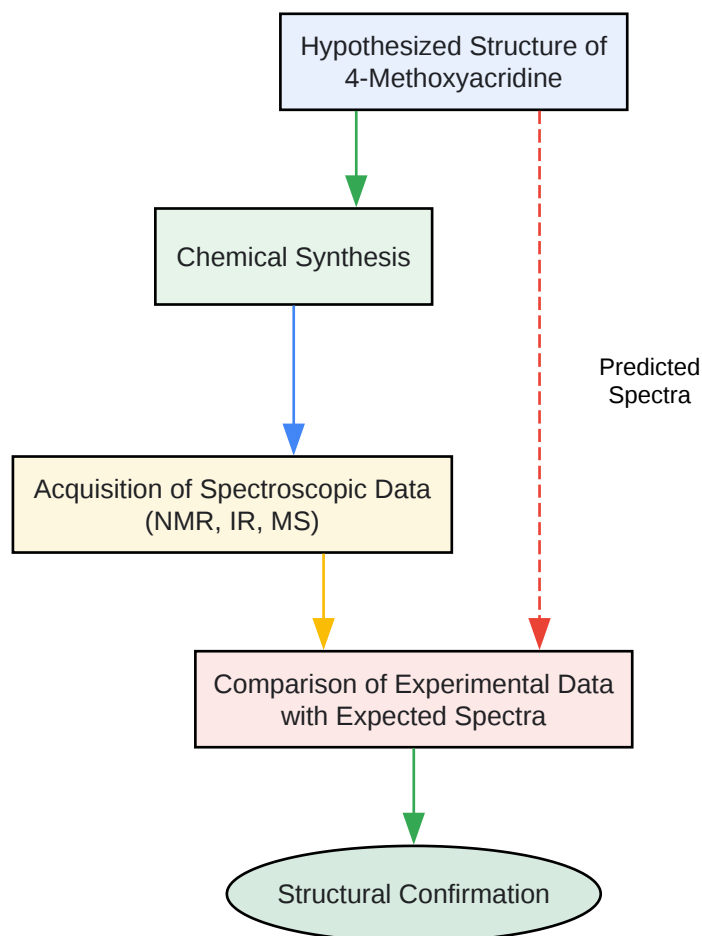 Hypothesized Structure of
4-Methoxyacridine
Chemical Synthesis
Predicted
Spectra
Acquisition of Spectroscopic Data
(NMR, IR, MS)
Comparison of Experimental Data
with Expected Spectra
Structural Confirmation